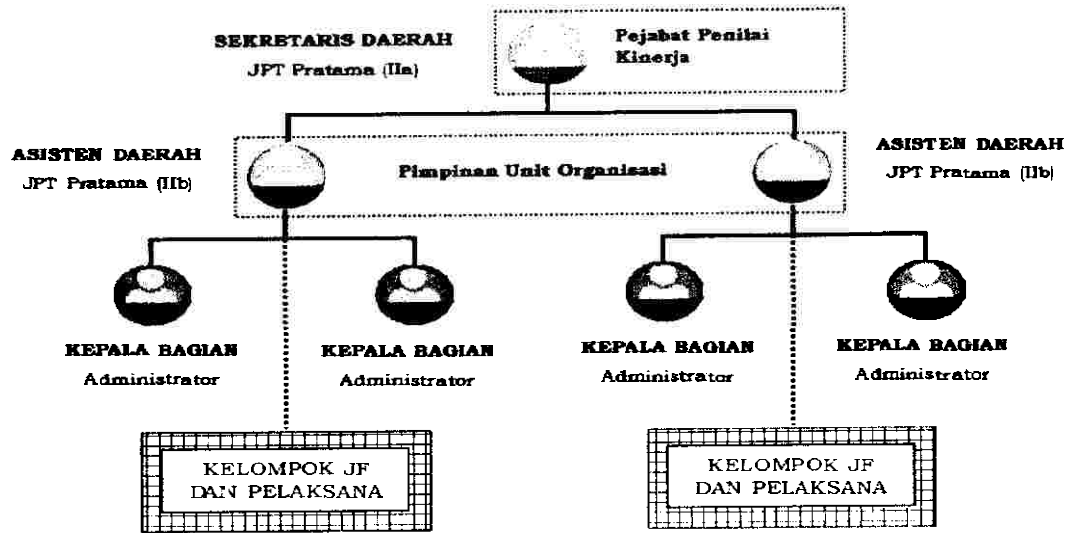 SEKRETARIS DAERAH
JPT Pratama (IIa)
Pejabat Penilai
Kinerja
ASISTEN DAERAH
JPT Pratama (IIb)
Pimpinan Unit Organisasi
ASISTEN DAERAH
JPT Pratama (IIb)
KEPALA BAGIAN
Administrator
KEPALA BAGIAN
Administrator
KEPALA BAGIAN
Administrator
KEPALA BAGIAN
Administrator
KELOMPOK JF
DAN PELAKSANA
KELOMPOK JF
DAN PELAKSANA